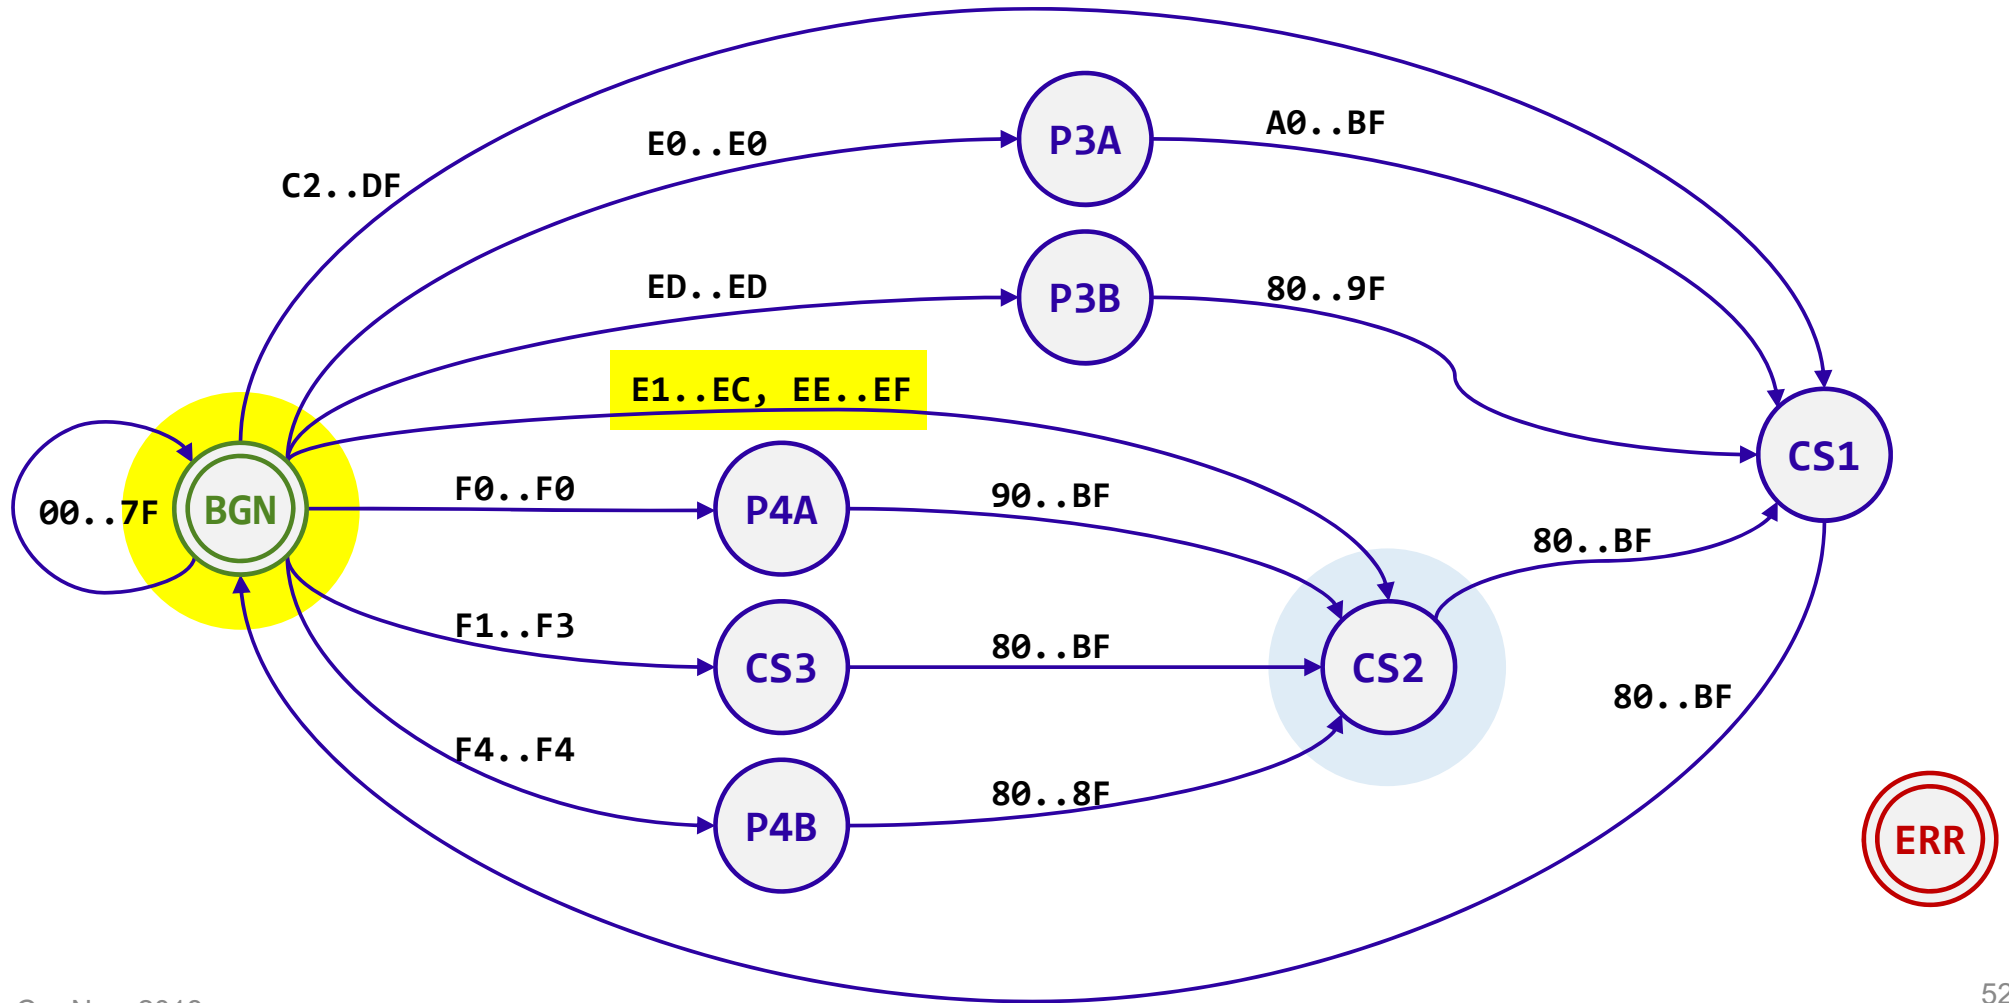 E0..E0
P3A
A0..BF
C2..DF
ED..ED
P3B
80..9F
E1..EC, EE..EF
00..7F
BGN
F0..F0
P4A
90..BF
CS1
80..BF
F1..F3
CS3
80..BF
CS2
80..BF
F4..F4
P4B
80..8F
ERR
52